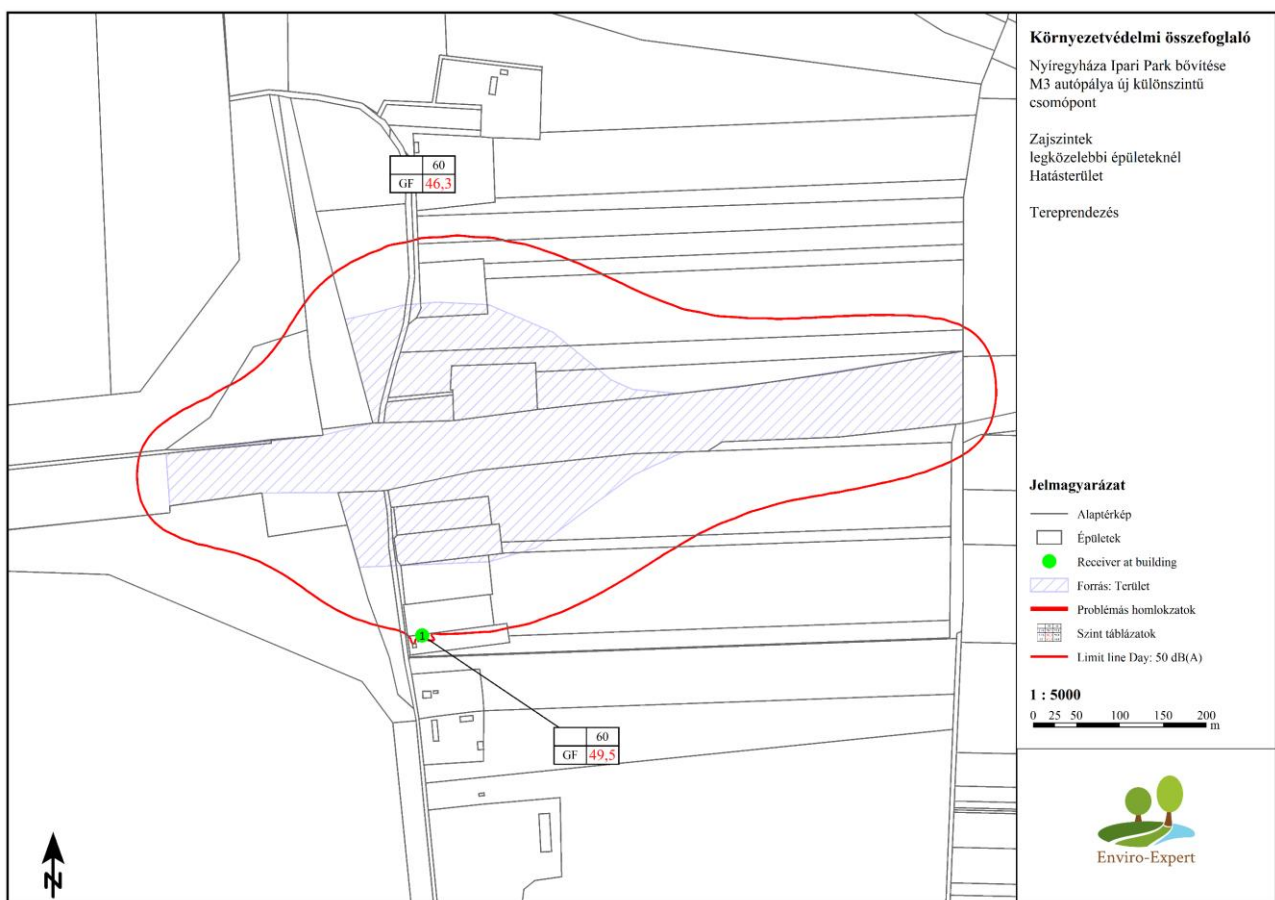 Környezetvédelmi összefoglaló
Nyíregyháza Ipari Park bővítése
M3 autópálya új különszintű
csomópont
Zajszintek
legközelebbi épületeknél
Hatásterület
Tereprendezés
60
GF 46,3
1
60
GF 49,5
Jelmagyarázat
Alaptérkép
Épületek
Receiver at building
Forrás: Terület
Problémás homlokzatok
Szint táblázatok
Limit line Day: 50 dB(A)
1 : 5000
0 25 50 100 150 200
m
N
Enviro-Expert